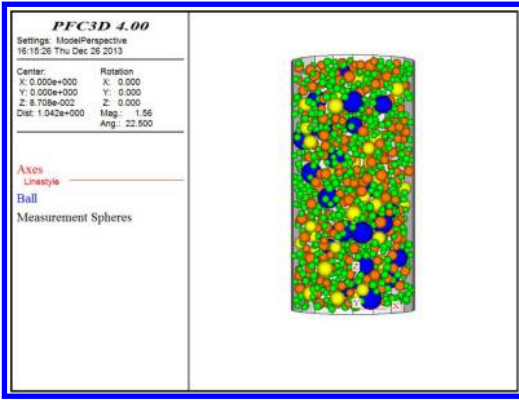 PFC3D 4.00
Settings: ModelPerspective
16:15:26 Thu Dec 26 2013
Center: Rotation
X: 0.000e+000 X: 0.000
Y: 0.000e+000 Y: 0.000
Z: 8.708e-002 Z: 0.000
Dist: 1.042e+000 Mag.: 1.56
Ang.: 22.500
Axes
Linestyle
Ball
Measurement Spheres
Z
Y
X